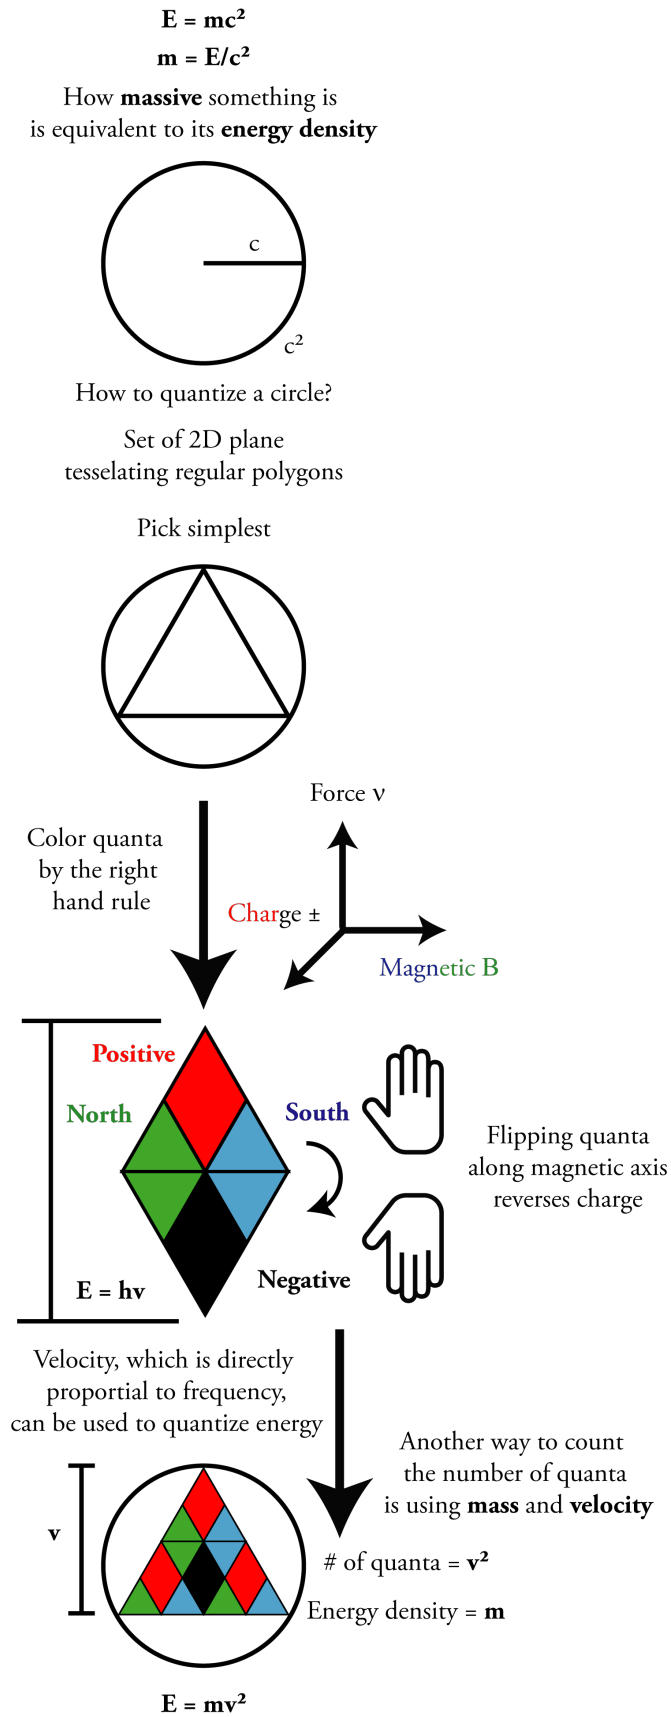 E = mc²
m = E/c²
How massive something is
is equivalent to its energy density
c
c²
How to quantize a circle?
Set of 2D plane
tesselating regular polygons
Pick simplest
Force ν
Color quanta
by the right
hand rule
Charge ±
Magnetic B
Positive
North
South
Flipping quanta
along magnetic axis
reverses charge
Negative
E = hv
Velocity, which is directly
proportial to frequency,
can be used to quantize energy
Another way to count
the number of quanta
is using mass and velocity
v
# of quanta = v²
Energy density = m
E = mv²